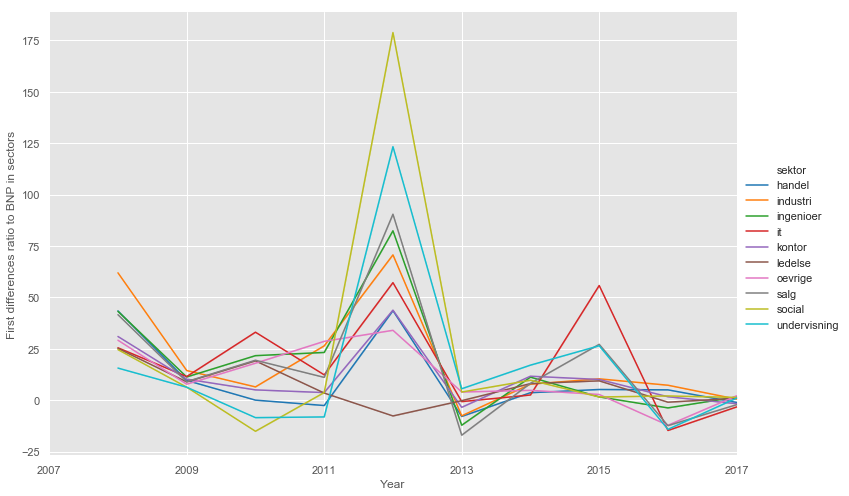 175
150
125
100
75
50
25
0
−25
First differences ratio to BNP in sectors
2007
2009
2011
2013
2015
2017
Year
sektor
handel
industri
ingenioer
it
kontor
ledelse
oevrige
salg
social
undervisning